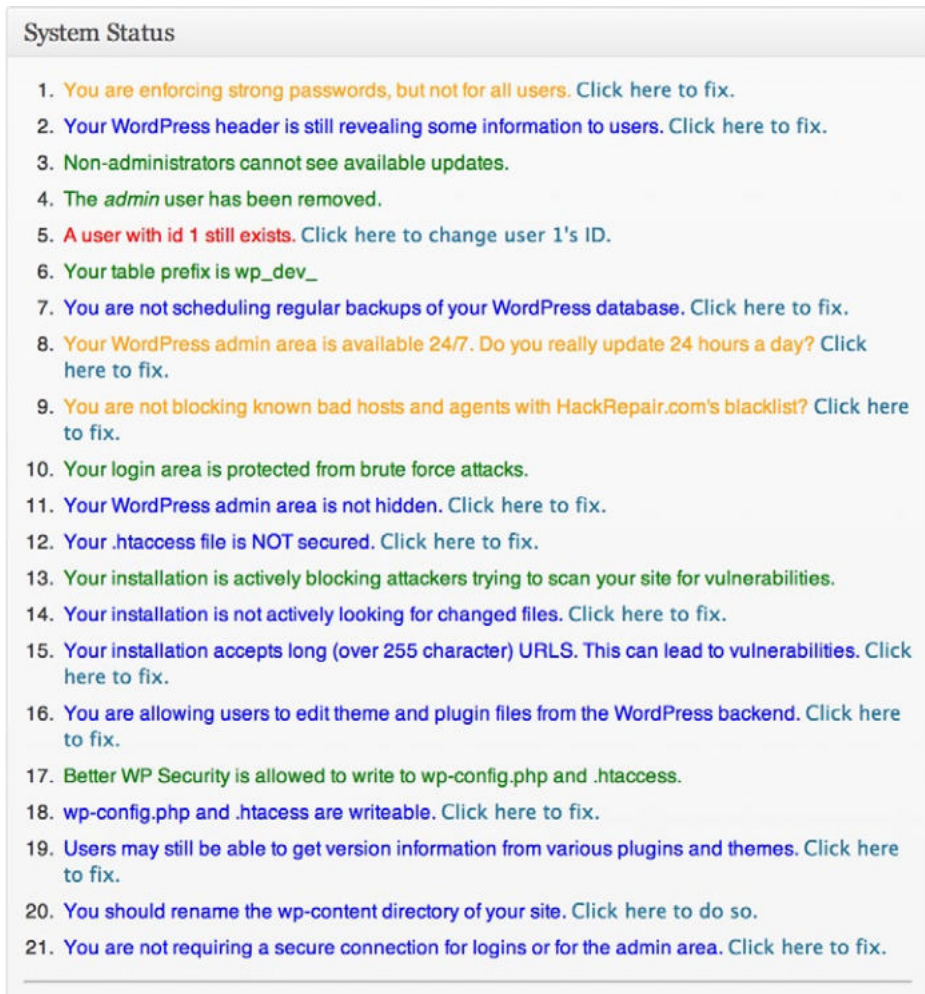 System Status
1. You are enforcing strong passwords, but not for all users. Click here to fix.
2. Your WordPress header is still revealing some information to users. Click here to fix.
3. Non-administrators cannot see available updates.
4. The admin user has been removed.
5. A user with id 1 still exists. Click here to change user 1's ID.
6. Your table prefix is wp_dev_
7. You are not scheduling regular backups of your WordPress database. Click here to fix.
8. Your WordPress admin area is available 24/7. Do you really update 24 hours a day? Click
here to fix.
9. You are not blocking known bad hosts and agents with HackRepair.com's blacklist? Click here
to fix.
10. Your login area is protected from brute force attacks.
11. Your WordPress admin area is not hidden. Click here to fix.
12. Your .htaccess file is NOT secured. Click here to fix.
13. Your installation is actively blocking attackers trying to scan your site for vulnerabilities.
14. Your installation is not actively looking for changed files. Click here to fix.
15. Your installation accepts long (over 255 character) URLS. This can lead to vulnerabilities. Click
here to fix.
16. You are allowing users to edit theme and plugin files from the WordPress backend. Click here
to fix.
17. Better WP Security is allowed to write to wp-config.php and .htaccess.
18. wp-config.php and .htacess are writeable. Click here to fix.
19. Users may still be able to get version information from various plugins and themes. Click here
to fix.
20. You should rename the wp-content directory of your site. Click here to do so.
21. You are not requiring a secure connection for logins or for the admin area. Click here to fix.